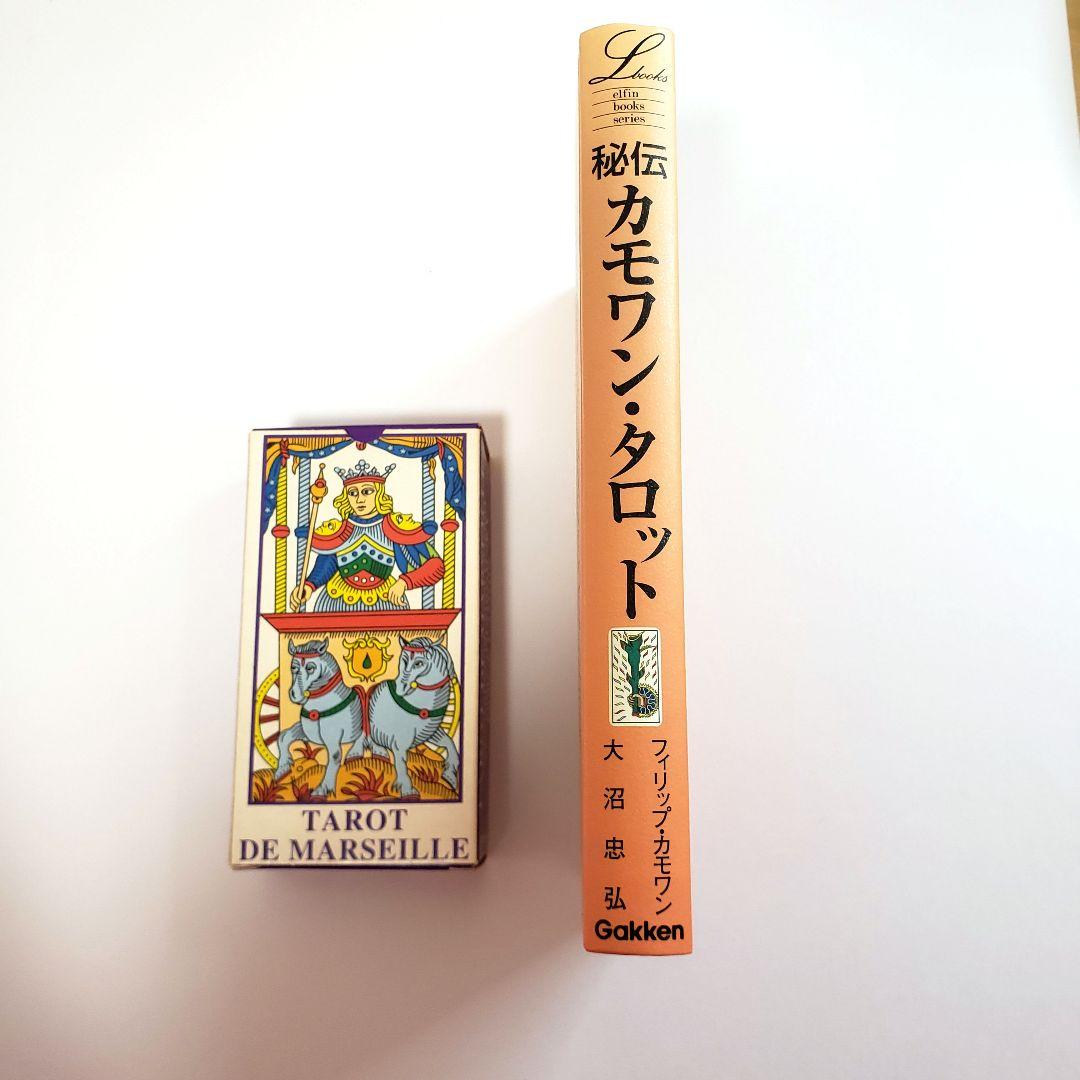 TAROT
DE MARSEILLE
L books
elfin
books
series
秘伝
カモワン・タロット
フィリップ・カモワン
大沼忠弘
Gakken